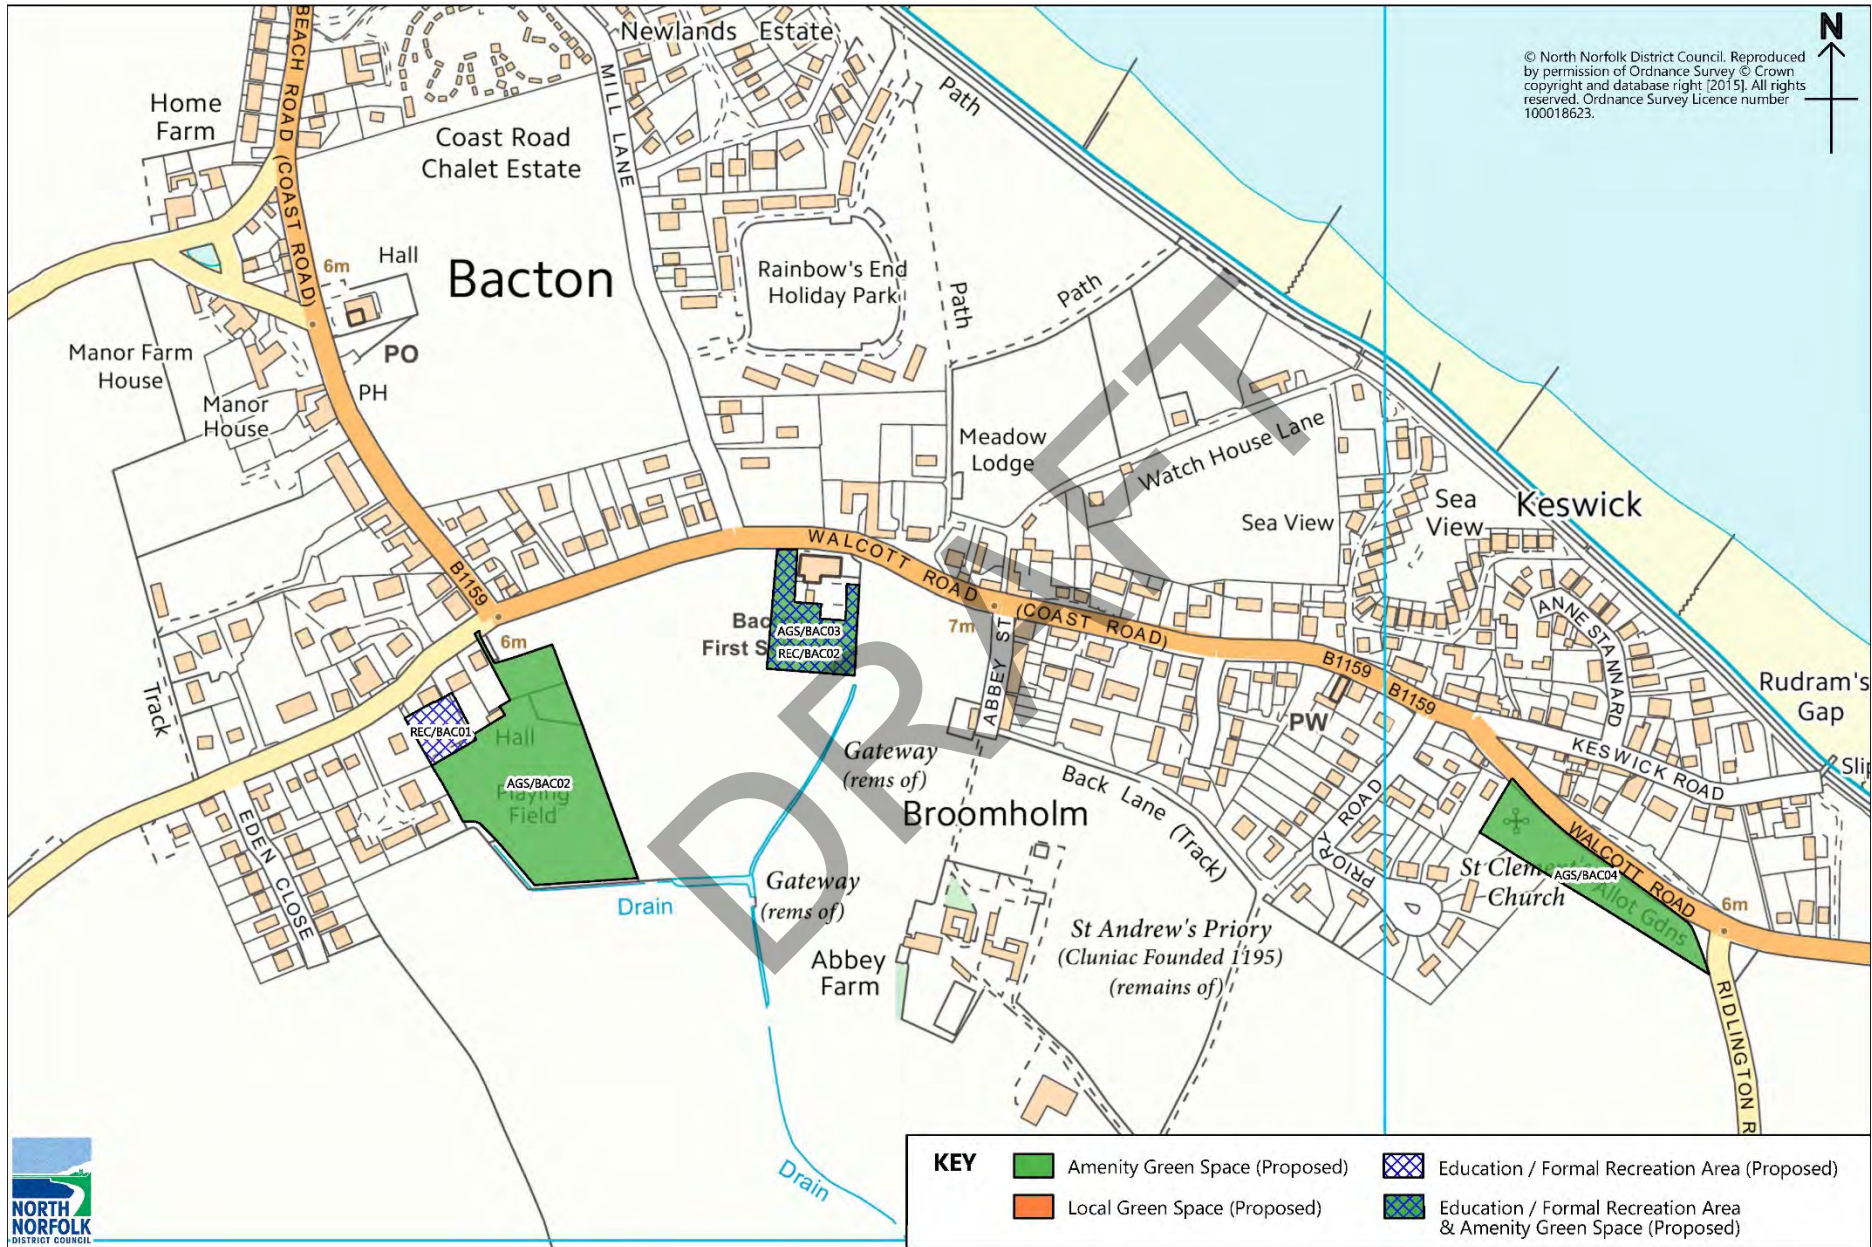 BEACH ROAD (COAST ROAD)
Newlands Estate
N
© North Norfolk District Council. Reproduced
by permission of Ordnance Survey © Crown
copyright and database right [2015]. All rights
reserved. Ordnance Survey Licence number
100018623.
Home
Farm
MILL LANE
Path
Coast Road
Chalet Estate
6m
Hall
Bacton
Rainbow's End
Holiday Park
Path
Path
Manor Farm
House
PO
PH
Manor
House
Meadow
Lodge
Watch House Lane
Sea View
Sea
View
Keswick
B1159
WALCOTT ROAD (COAST ROAD)
ANNE STANNARD
6m
AGS/BAC03
REC/BAC02
First
7m
ABBEY ST
B1159
B1159
Track
Rudram's
Gap
REC/BAC01
Hall
PW
Gateway
(rems of)
KESWICK ROAD
AGS/BAC02
Playing
Field
Back Lane (Track)
Broomholm
PRIORY ROAD
EDEN CLOSE
WALCOTT ROAD
St Clement's
Church
AGS/BAC04
Allot Gdns
6m
Drain
Gateway
(rems of)
Abbey
Farm
St Andrew's Priory
(Cluniac Founded 1195)
(remains of)
RIDLINGTON R
DRAFT
Drain
KEY
Amenity Green Space (Proposed)
Education / Formal Recreation Area (Proposed)
Local Green Space (Proposed)
Education / Formal Recreation Area
& Amenity Green Space (Proposed)
NORTH
NORFOLK
DISTRICT COUNCIL